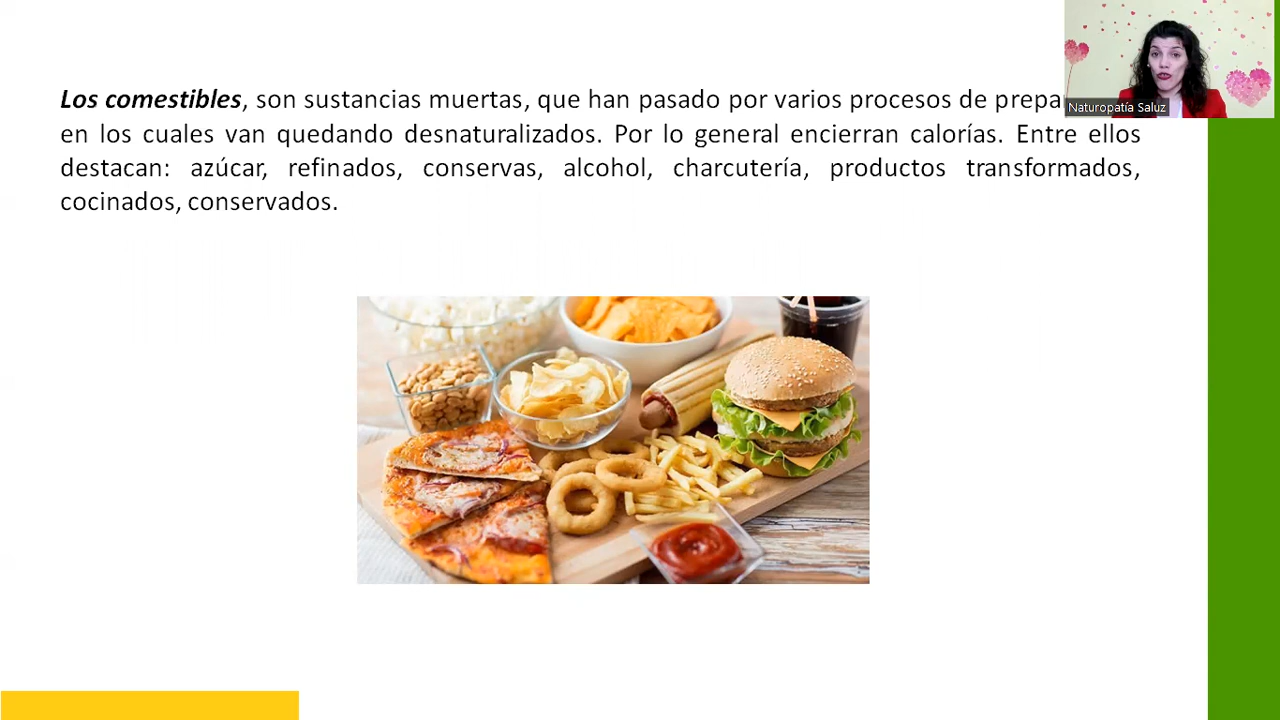 Los comestibles, son sustancias muertas, que han pasado por varios procesos de
en los cuales van quedando desnaturalizados. Por lo general encierran calorías. Entre ellos
destacan: azúcar, refinados, conservas, alcohol, charcutería, productos transformados,
cocinados, conservados.
Naturopatía Saluz